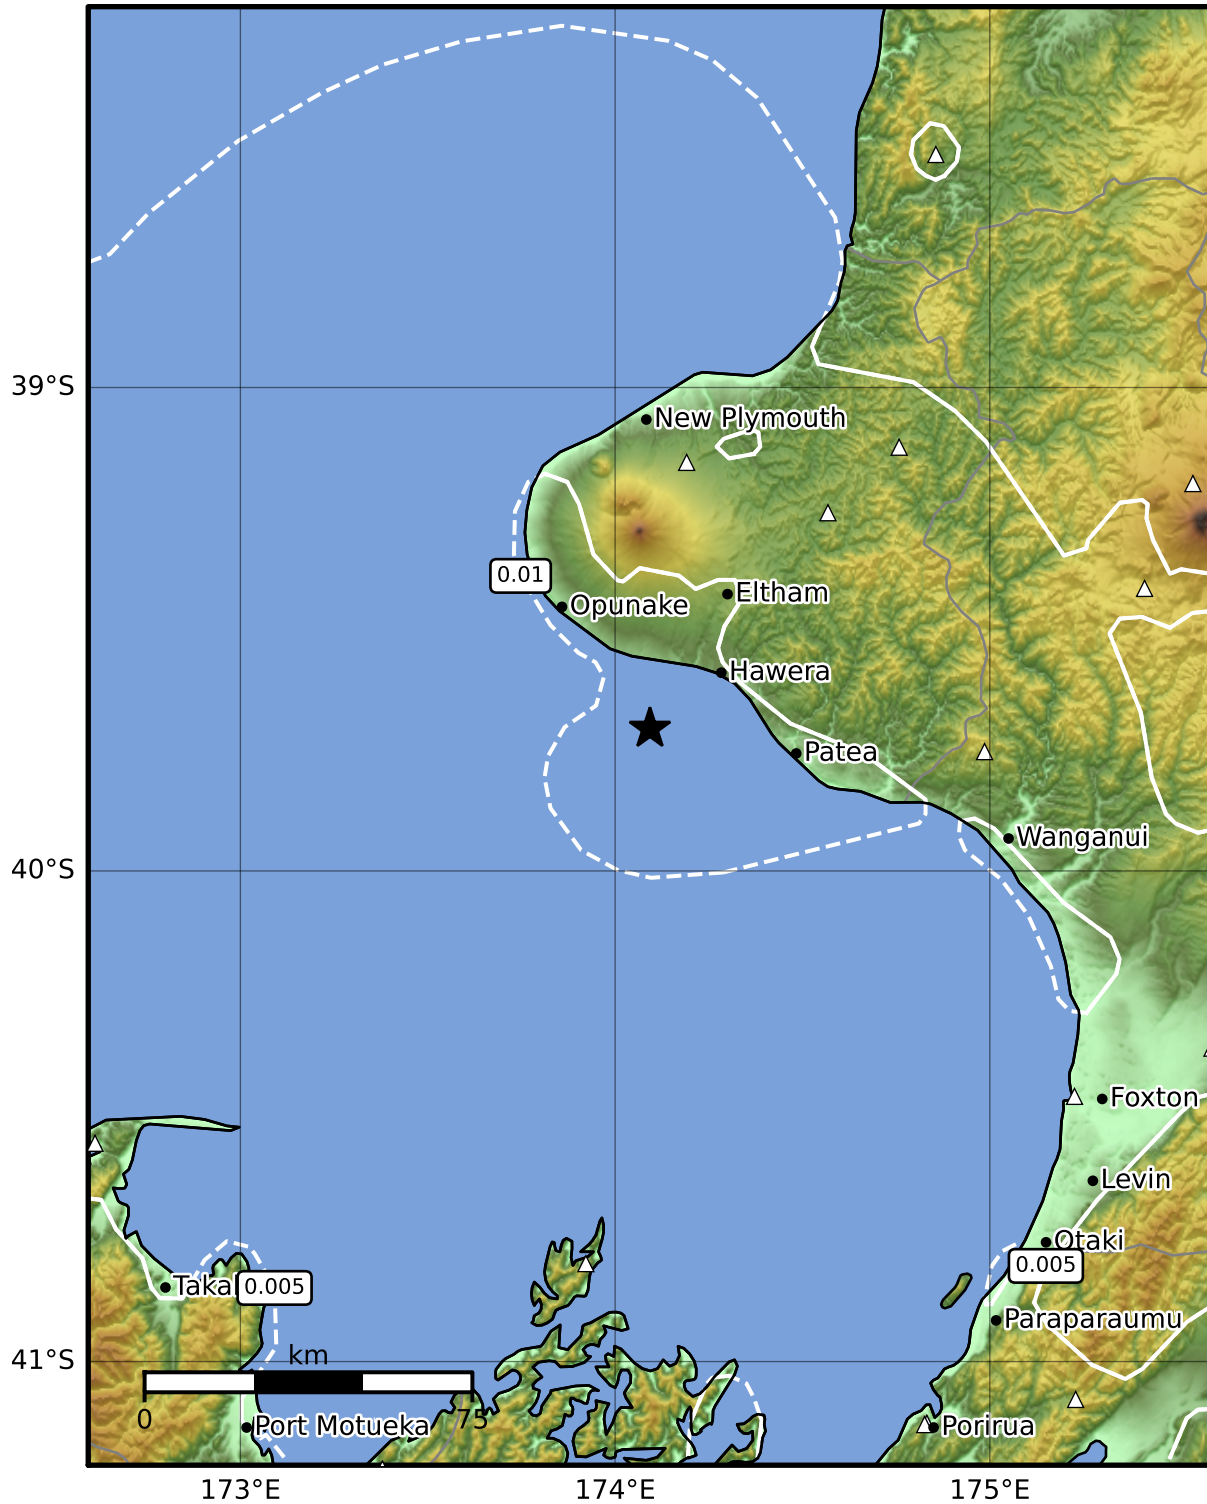 39°S
New Plymouth
0.01
Eltham
Opunake
Hawera
Patea
Wanganui
40°S
Foxton
Levin
Otaki
0.005
Taka
0.005
Paraparaumu
41°S
km
0
75
Port Motueka
Porirua
173°E
174°E
175°E